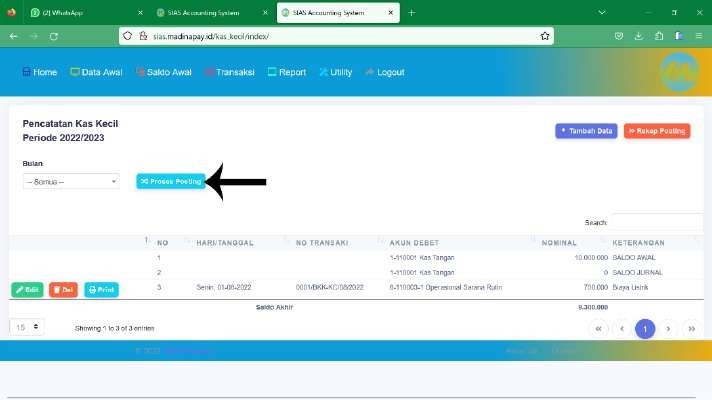 (2) WhatsApp
SIAS Accounting System
SIAS Accounting System
sias.madinapay.id/kas_kecil/index/
Home Data Awal Saldo Awal Transaksi Report Utility Logout
Pencatatan Kas Kecil
Periode 2022/2023
Tambah Data Rekap Posting
Bulan
-- Semua -- Proses Posting
Search:
NO HARI/TANGGAL NO TRANSAKI AKUN DEBET NOMINAL KETERANGAN
1 1-110001 Kas Tangan 10.000.000 SALDO AWAL
2 1-110001 Kas Tangan 0 SALDO JURNAL
Edit Del Print 3 Senin, 01-08-2022 0001/BKK-KC/08/2022 6-110003-1 Operasional Sarana Rutin 700.000 Biaya Listrik
Saldo Akhir 9.300.000
15 Showing 1 to 3 of 3 entries « ‹ 1 › »
© 2022